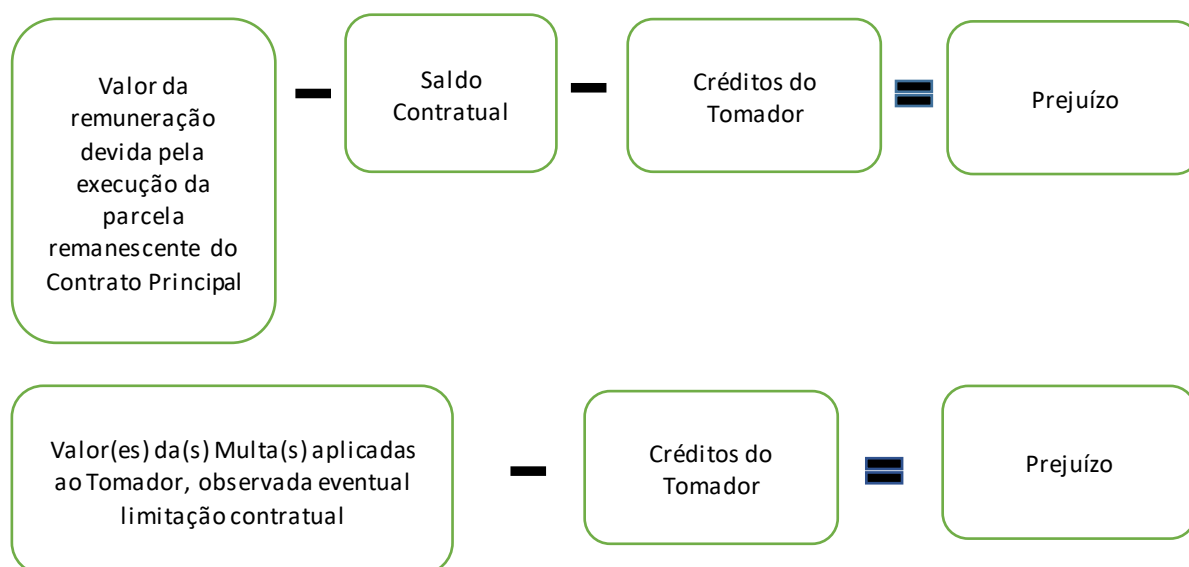 Valor da
remuneração
devida pela
execução da
parcela
remanescente do
Contrato Principal
Saldo
Contratual
Créditos do
Tomador
Prejuízo
Valor(es) da(s) Multa(s) aplicadas
ao Tomador, observada eventual
limitação contratual
Créditos do
Tomador
Prejuízo